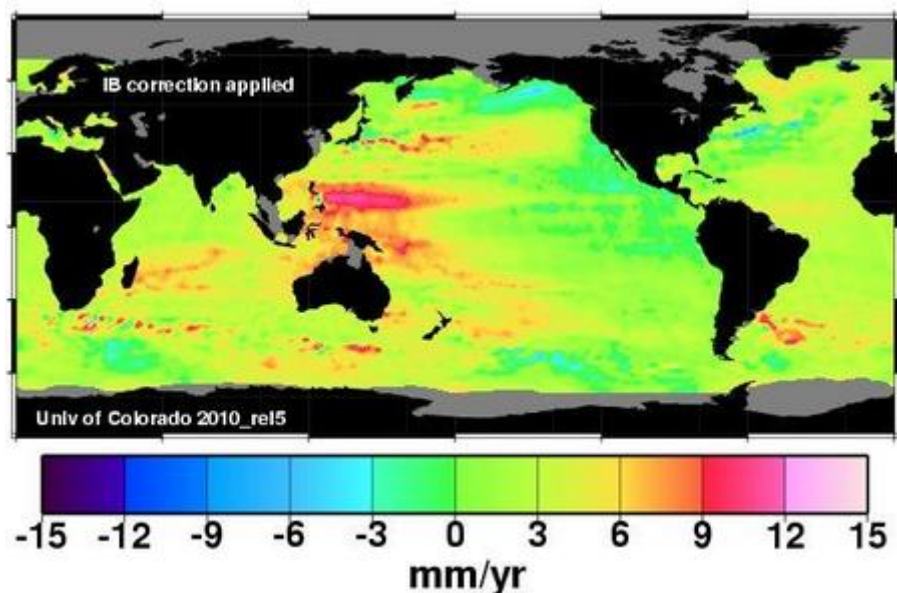 IB correction applied
Univ of Colorado 2010_rel5
-15 -12 -9 -6 -3 0 3 6 9 12 15
mm/yr